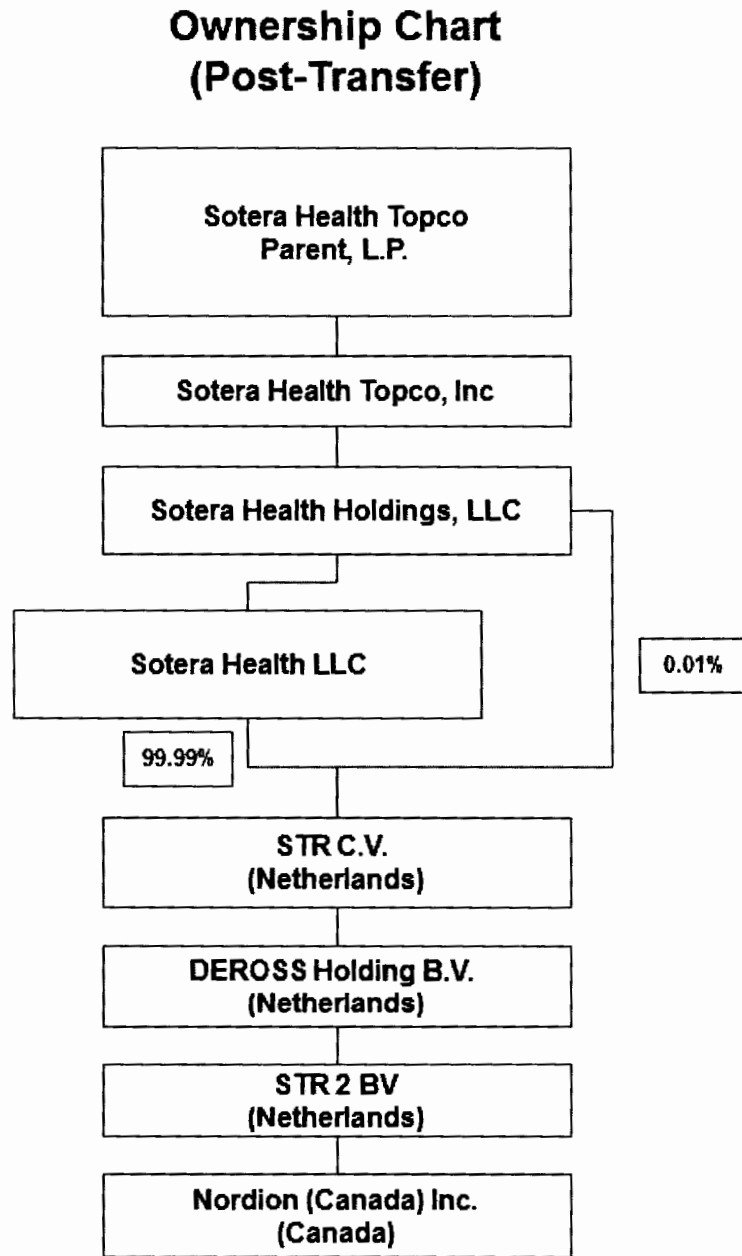 Ownership Chart
(Post-Transfer)
Sotera Health Topco
Parent, L.P.
Sotera Health Topco, Inc
Sotera Health Holdings, LLC
Sotera Health LLC
0.01%
99.99%
STR C.V.
(Netherlands)
DEROSS Holding B.V.
(Netherlands)
STR 2 BV
(Netherlands)
Nordion (Canada) Inc.
(Canada)